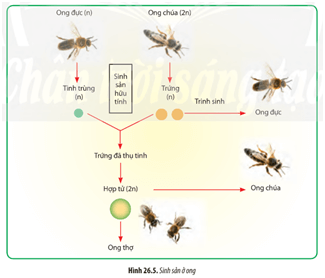 Ong đực (n)
Ong chúa (2n)
Tinh trùng
(n)
Sinh
sản
hữu
tính
Trứng
(n)
Trinh sinh
Ong đực
Trứng đã thụ tinh
Hợp tử (2n)
Ong chúa
Ong thợ
Hình 26.5. Sinh sản ở ong